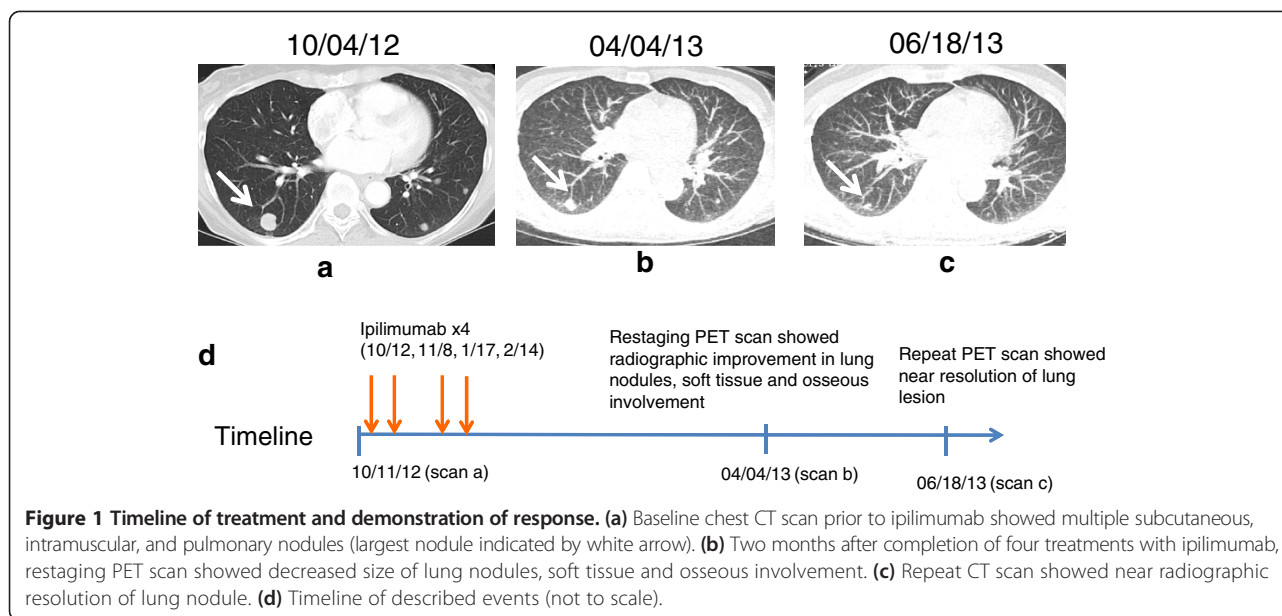 10/04/12
04/04/13
06/18/13
a
b
c
d
Ipilimumab x4
(10/12, 11/8, 1/17, 2/14)
Restaging PET scan showed
radiographic improvement in lung
nodules, soft tissue and osseous
involvement
Repeat PET scan showed
near resolution of lung
lesion
Timeline
10/11/12 (scan a)
04/04/13 (scan b)
06/18/13 (scan c)
Figure 1 Timeline of treatment and demonstration of response. (a) Baseline chest CT scan prior to ipilimumab showed multiple subcutaneous,
intramuscular, and pulmonary nodules (largest nodule indicated by white arrow). (b) Two months after completion of four treatments with ipilimumab,
restaging PET scan showed decreased size of lung nodules, soft tissue and osseous involvement. (c) Repeat CT scan showed near radiographic
resolution of lung nodule. (d) Timeline of described events (not to scale).